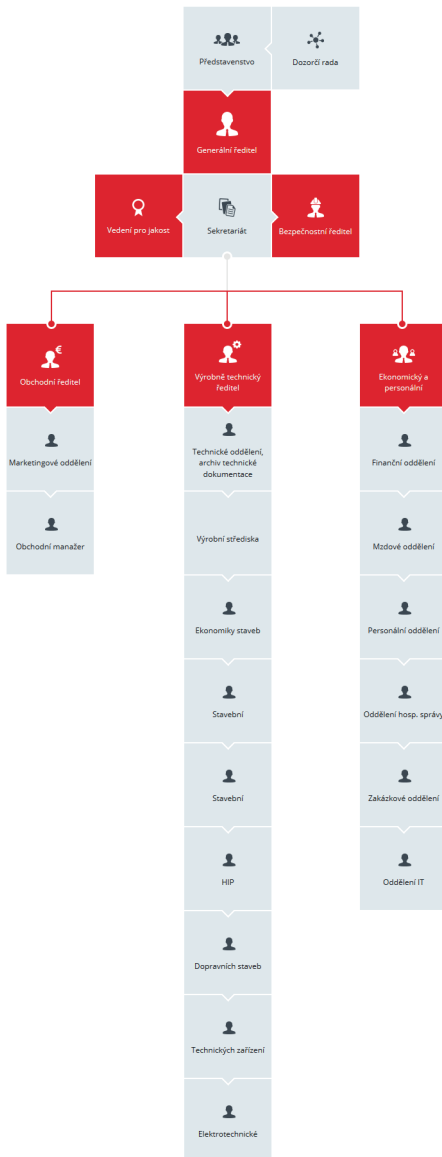 Představenstvo
Dozorčí rada
Generální ředitel
Vedení pro jakost
Sekretariát
Bezpečnostní ředitel
€
Obchodní ředitel
Výrobně technický
ředitel
Ekonomický a
personální
Marketingové oddělení
Technické oddělení,
archiv technické
dokumentace
Finanční oddělení
Obchodní manažer
Výrobní střediska
Mzdové oddělení
Ekonomiky staveb
Personální oddělení
Stavební
Oddělení hosp. správy
Stavební
Zakázkové oddělení
HIP
Oddělení IT
Dopravních staveb
Technických zařízení
Elektrotechnické